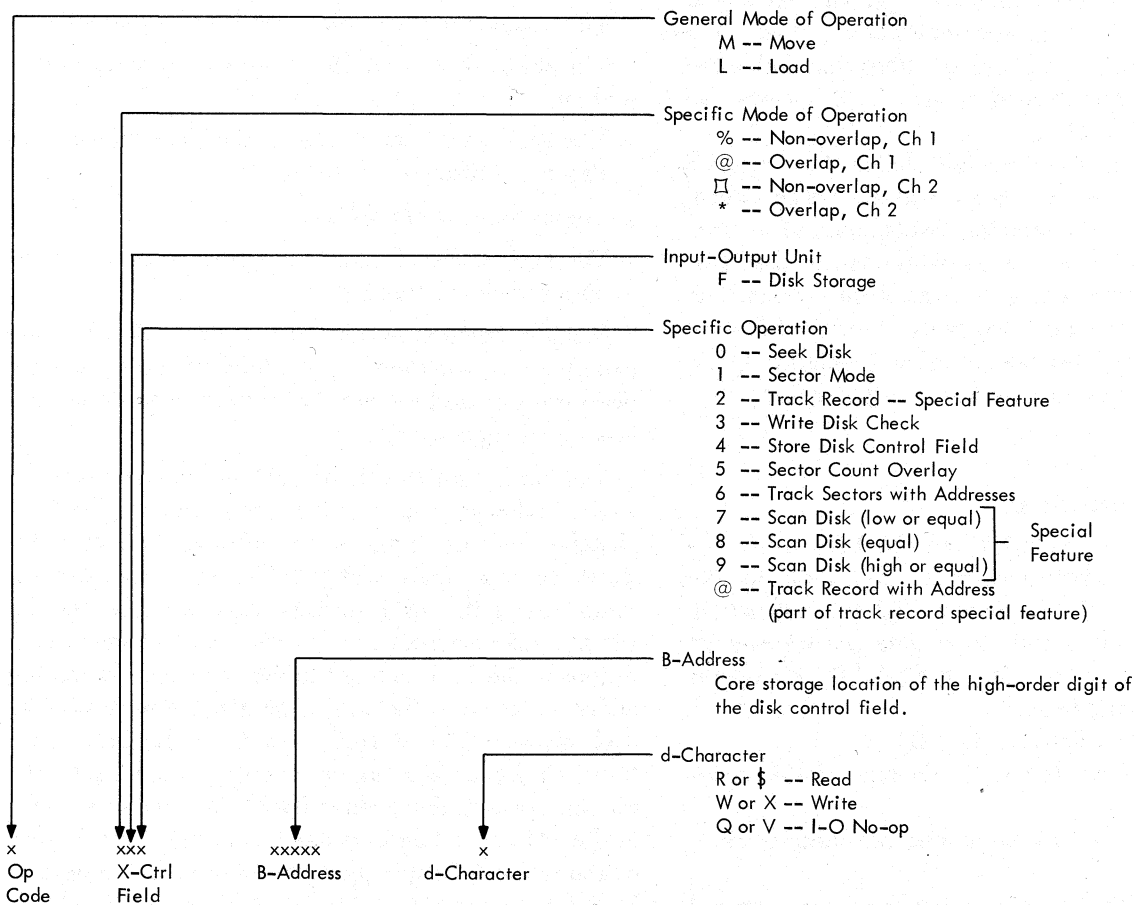 General Mode of Operation
M -- Move
L -- Load
Specific Mode of Operation
% -- Non-overlap, Ch 1
@ -- Overlap, Ch 1
⌑ -- Non-overlap, Ch 2
* -- Overlap, Ch 2
Input-Output Unit
F -- Disk Storage
Specific Operation
0 -- Seek Disk
1 -- Sector Mode
2 -- Track Record -- Special Feature
3 -- Write Disk Check
4 -- Store Disk Control Field
5 -- Sector Count Overlay
6 -- Track Sectors with Addresses
7 -- Scan Disk (low or equal)
8 -- Scan Disk (equal)
9 -- Scan Disk (high or equal)
Special
Feature
@ -- Track Record with Address
(part of track record special feature)
B-Address
Core storage location of the high-order digit of
the disk control field.
d-Character
R or $ -- Read
W or X -- Write
Q or V -- I-O No-op
x xxx xxxxx x
Op X-Ctrl B-Address d-Character
Code Field